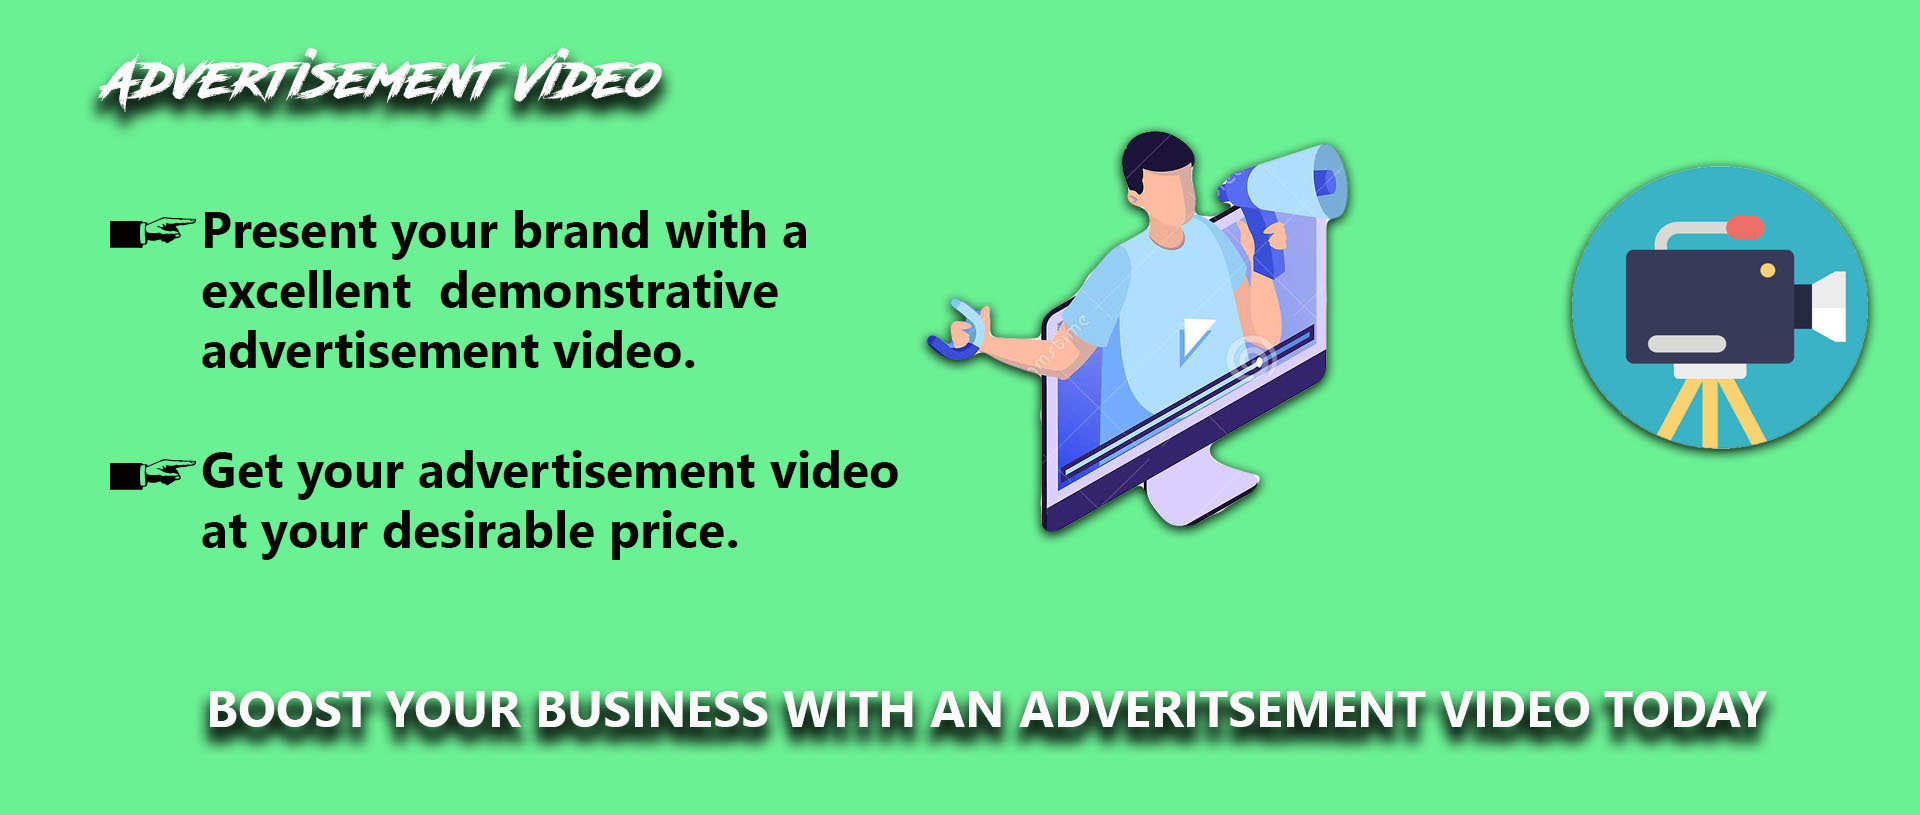 ADVERTISEMENT VIDEO
Present your brand with a
excellent  demonstrative
advertisement video.
Get your advertisement video
at your desirable price.
BOOST YOUR BUSINESS WITH AN ADVERITSEMENT VIDEO TODAY